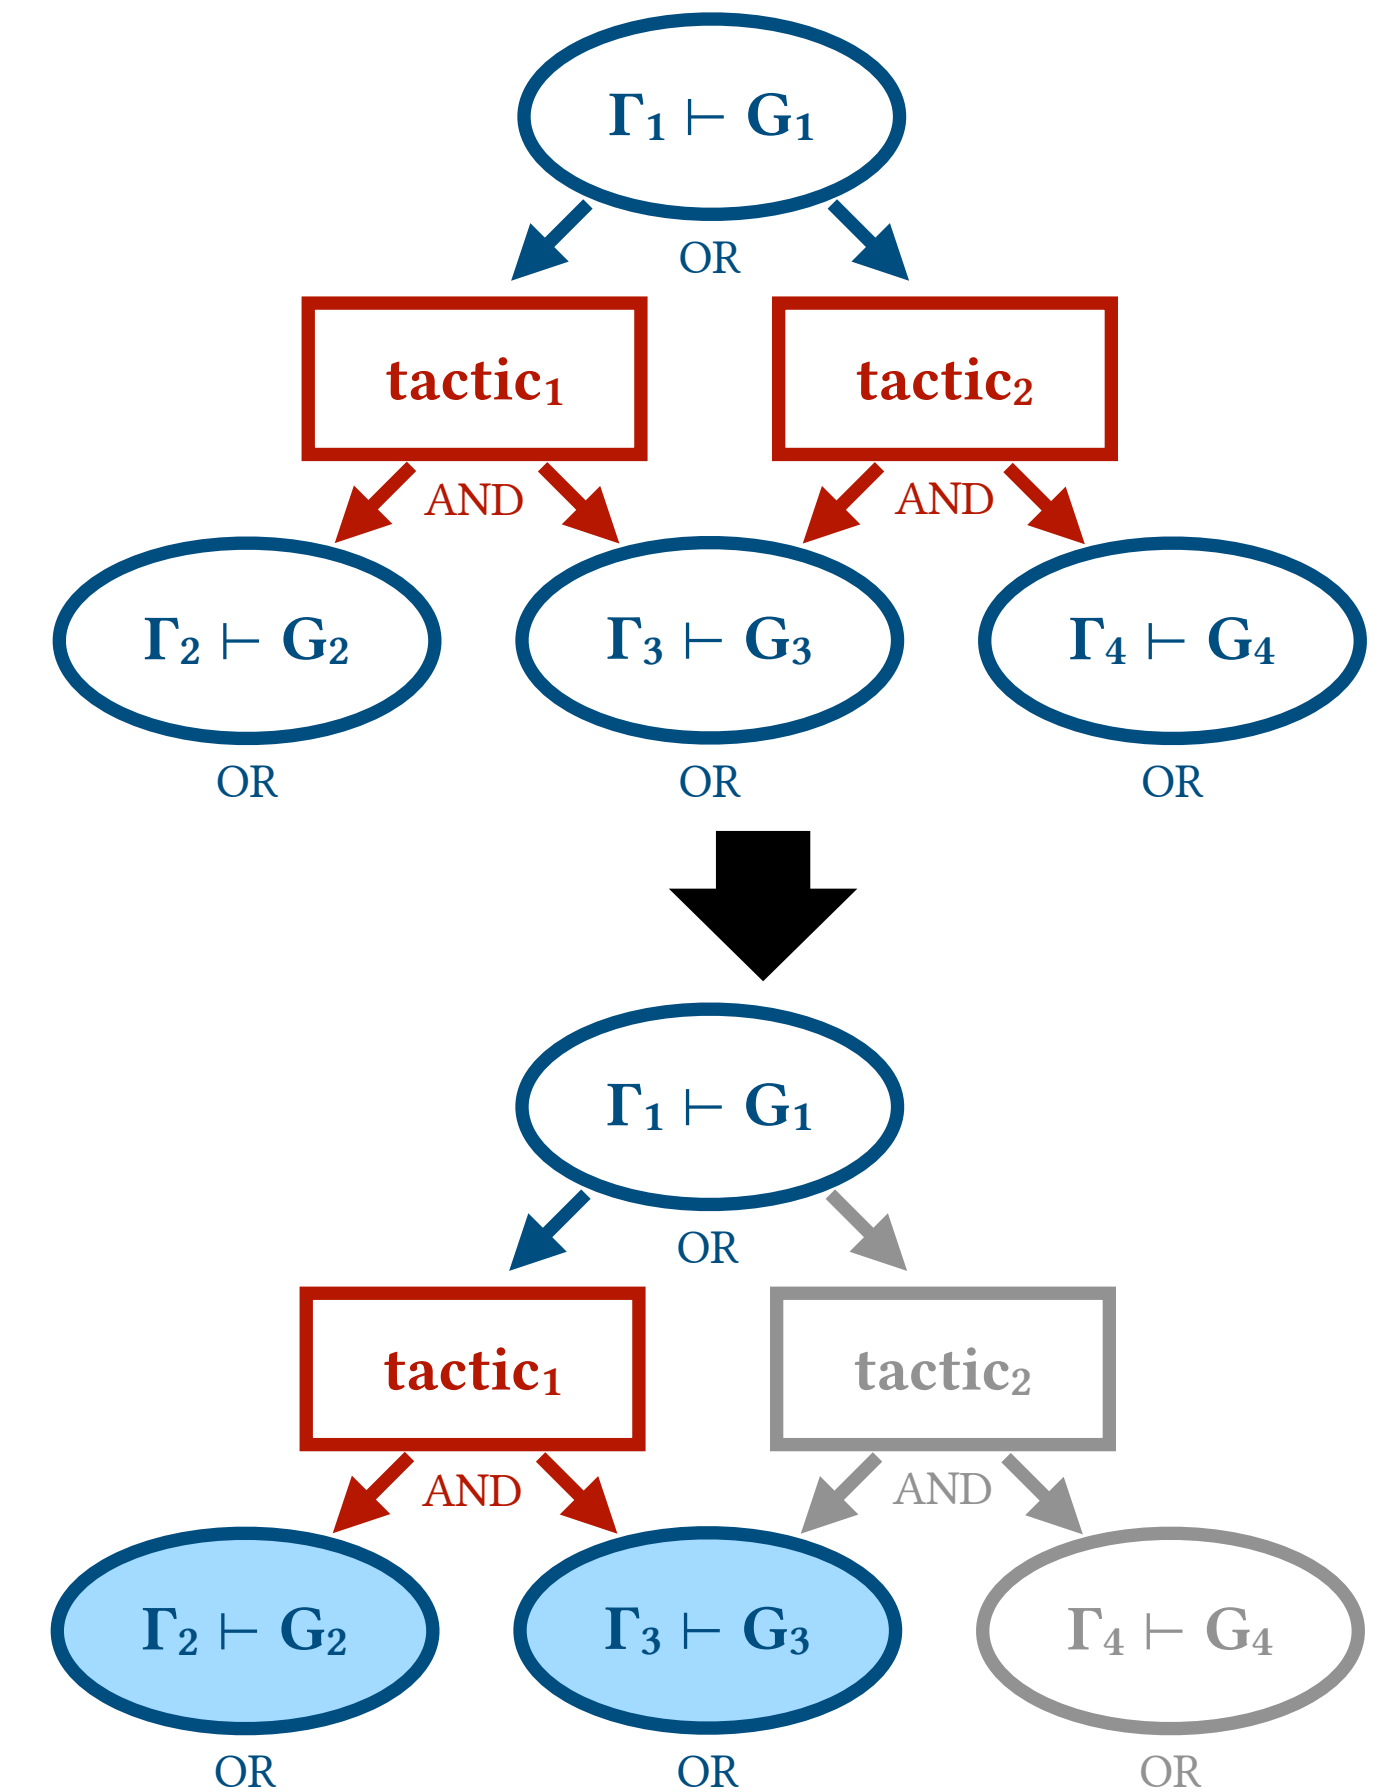 Γ₁ ⊢ G₁
OR
tactic₁ tactic₂
AND AND
Γ₂ ⊢ G₂ Γ₃ ⊢ G₃ Γ₄ ⊢ G₄
OR OR OR
Γ₁ ⊢ G₁
OR
tactic₁ tactic₂
AND AND
Γ₂ ⊢ G₂ Γ₃ ⊢ G₃ Γ₄ ⊢ G₄
OR OR OR